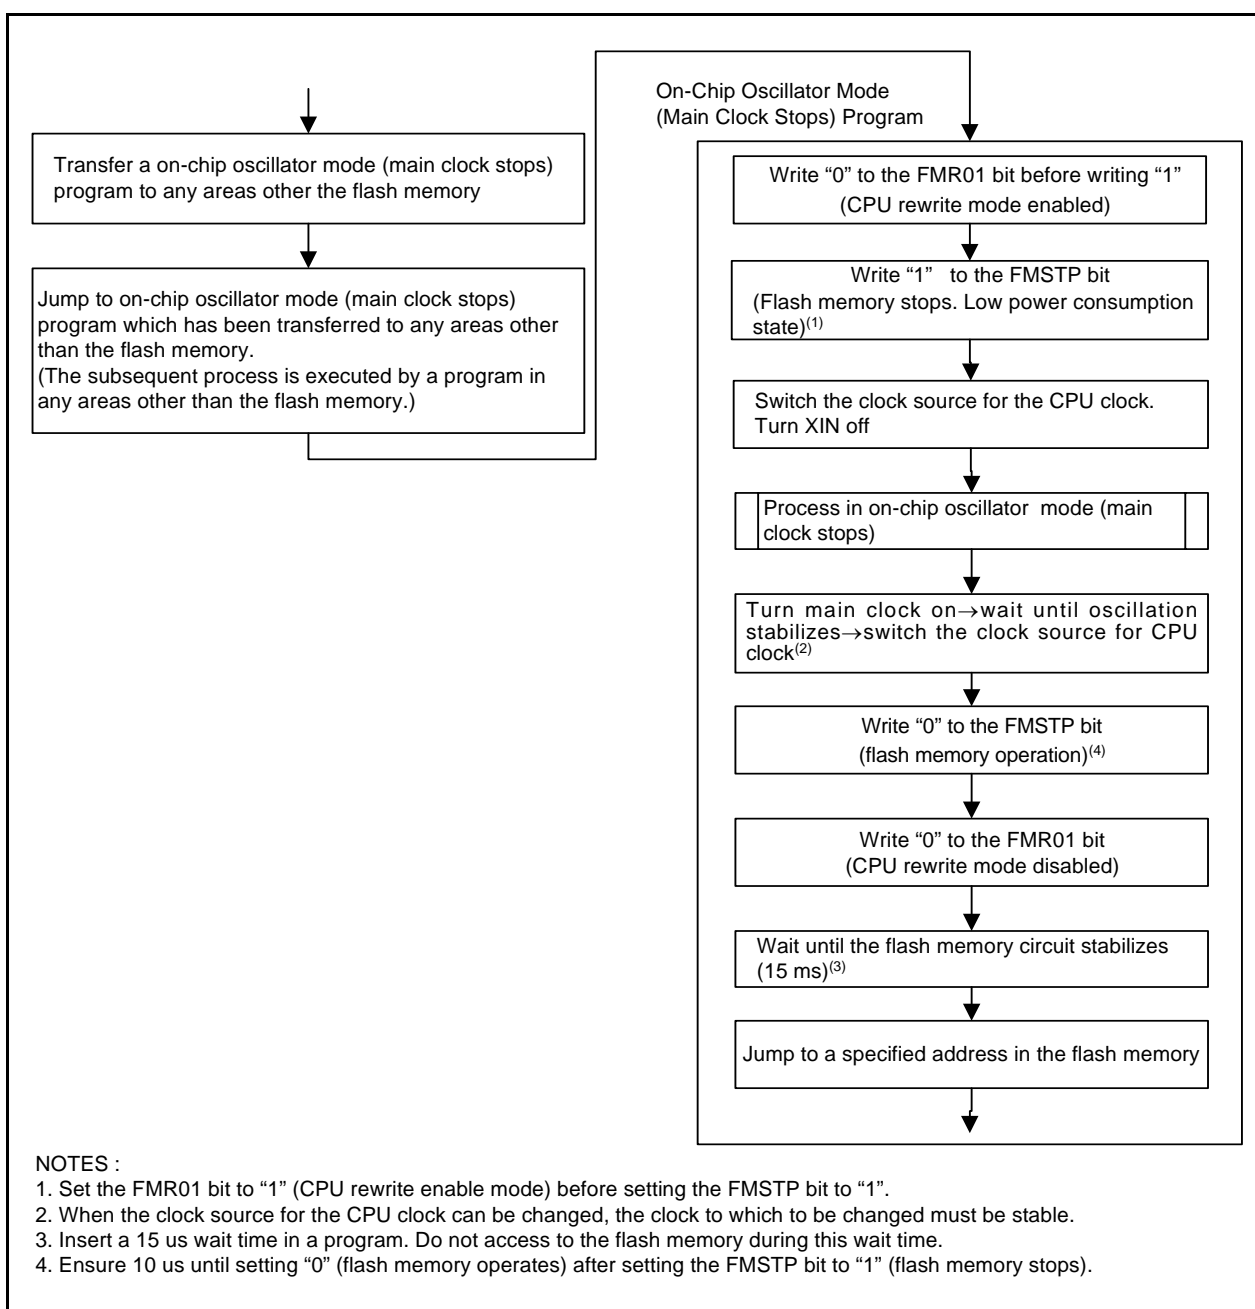 Transfer a on-chip oscillator mode (main clock stops)
program to any areas other the flash memory
Jump to on-chip oscillator mode (main clock stops)
program which has been transferred to any areas other
than the flash memory.
(The subsequent process is executed by a program in
any areas other than the flash memory.)
On-Chip Oscillator Mode
(Main Clock Stops) Program
Write “0” to the FMR01 bit before writing “1”
(CPU rewrite mode enabled)
Write “1” to the FMSTP bit
(Flash memory stops. Low power consumption
state)(1)
Switch the clock source for the CPU clock.
Turn XIN off
Process in on-chip oscillator mode (main
clock stops)
Turn main clock on→wait until oscillation
stabilizes→switch the clock source for CPU
clock(2)
Write “0” to the FMSTP bit
(flash memory operation)(4)
Write “0” to the FMR01 bit
(CPU rewrite mode disabled)
Wait until the flash memory circuit stabilizes
(15 ms)(3)
Jump to a specified address in the flash memory
NOTES :
1. Set the FMR01 bit to “1” (CPU rewrite enable mode) before setting the FMSTP bit to “1”.
2. When the clock source for the CPU clock can be changed, the clock to which to be changed must be stable.
3. Insert a 15 us wait time in a program. Do not access to the flash memory during this wait time.
4. Ensure 10 us until setting “0” (flash memory operates) after setting the FMSTP bit to “1” (flash memory stops).